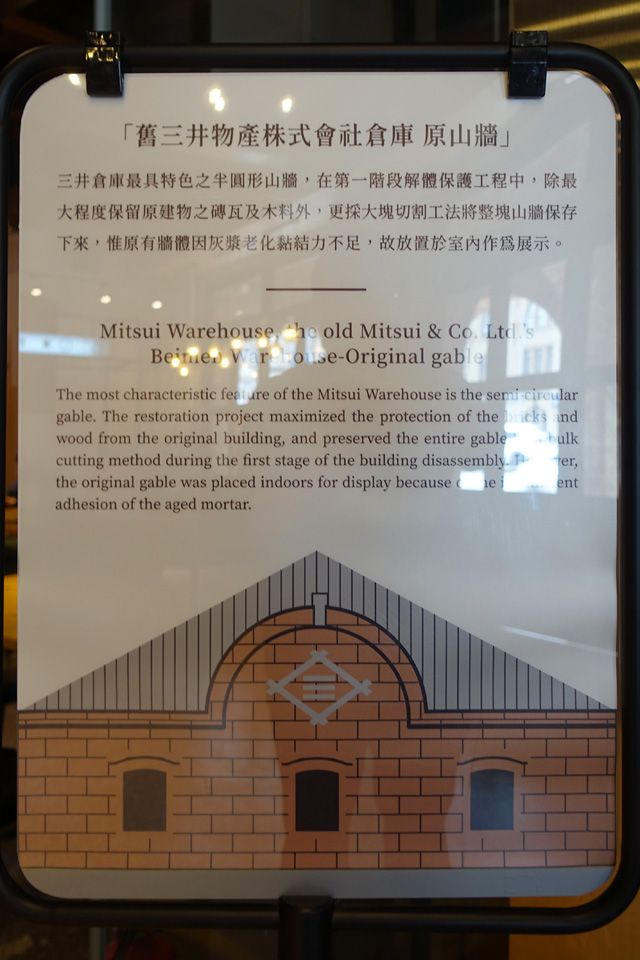 「舊三井物產株式會社倉庫 原山牆」
三井倉庫最具特色之半圓形山牆，在第一階段解體保護工程中，除最
大程度保留原建物之磚瓦及木料外，更採大塊切割工法將整塊山牆保存
下來，惟原有牆體因灰漿老化黏結力不足，故放置於室內作爲展示。
Mitsui Warehouse, the old Mitsui & Co. Ltd.'s
Beimen Warehouse-Original gable
The most characteristic feature of the Mitsui Warehouse is the semi-circular
gable. The restoration project maximized the protection of the bricks and
wood from the original building, and preserved the entire gable bulk
cutting method during the first stage of the building disassembly. However,
the original gable was placed indoors for display because of the
adhesion of the aged mortar.